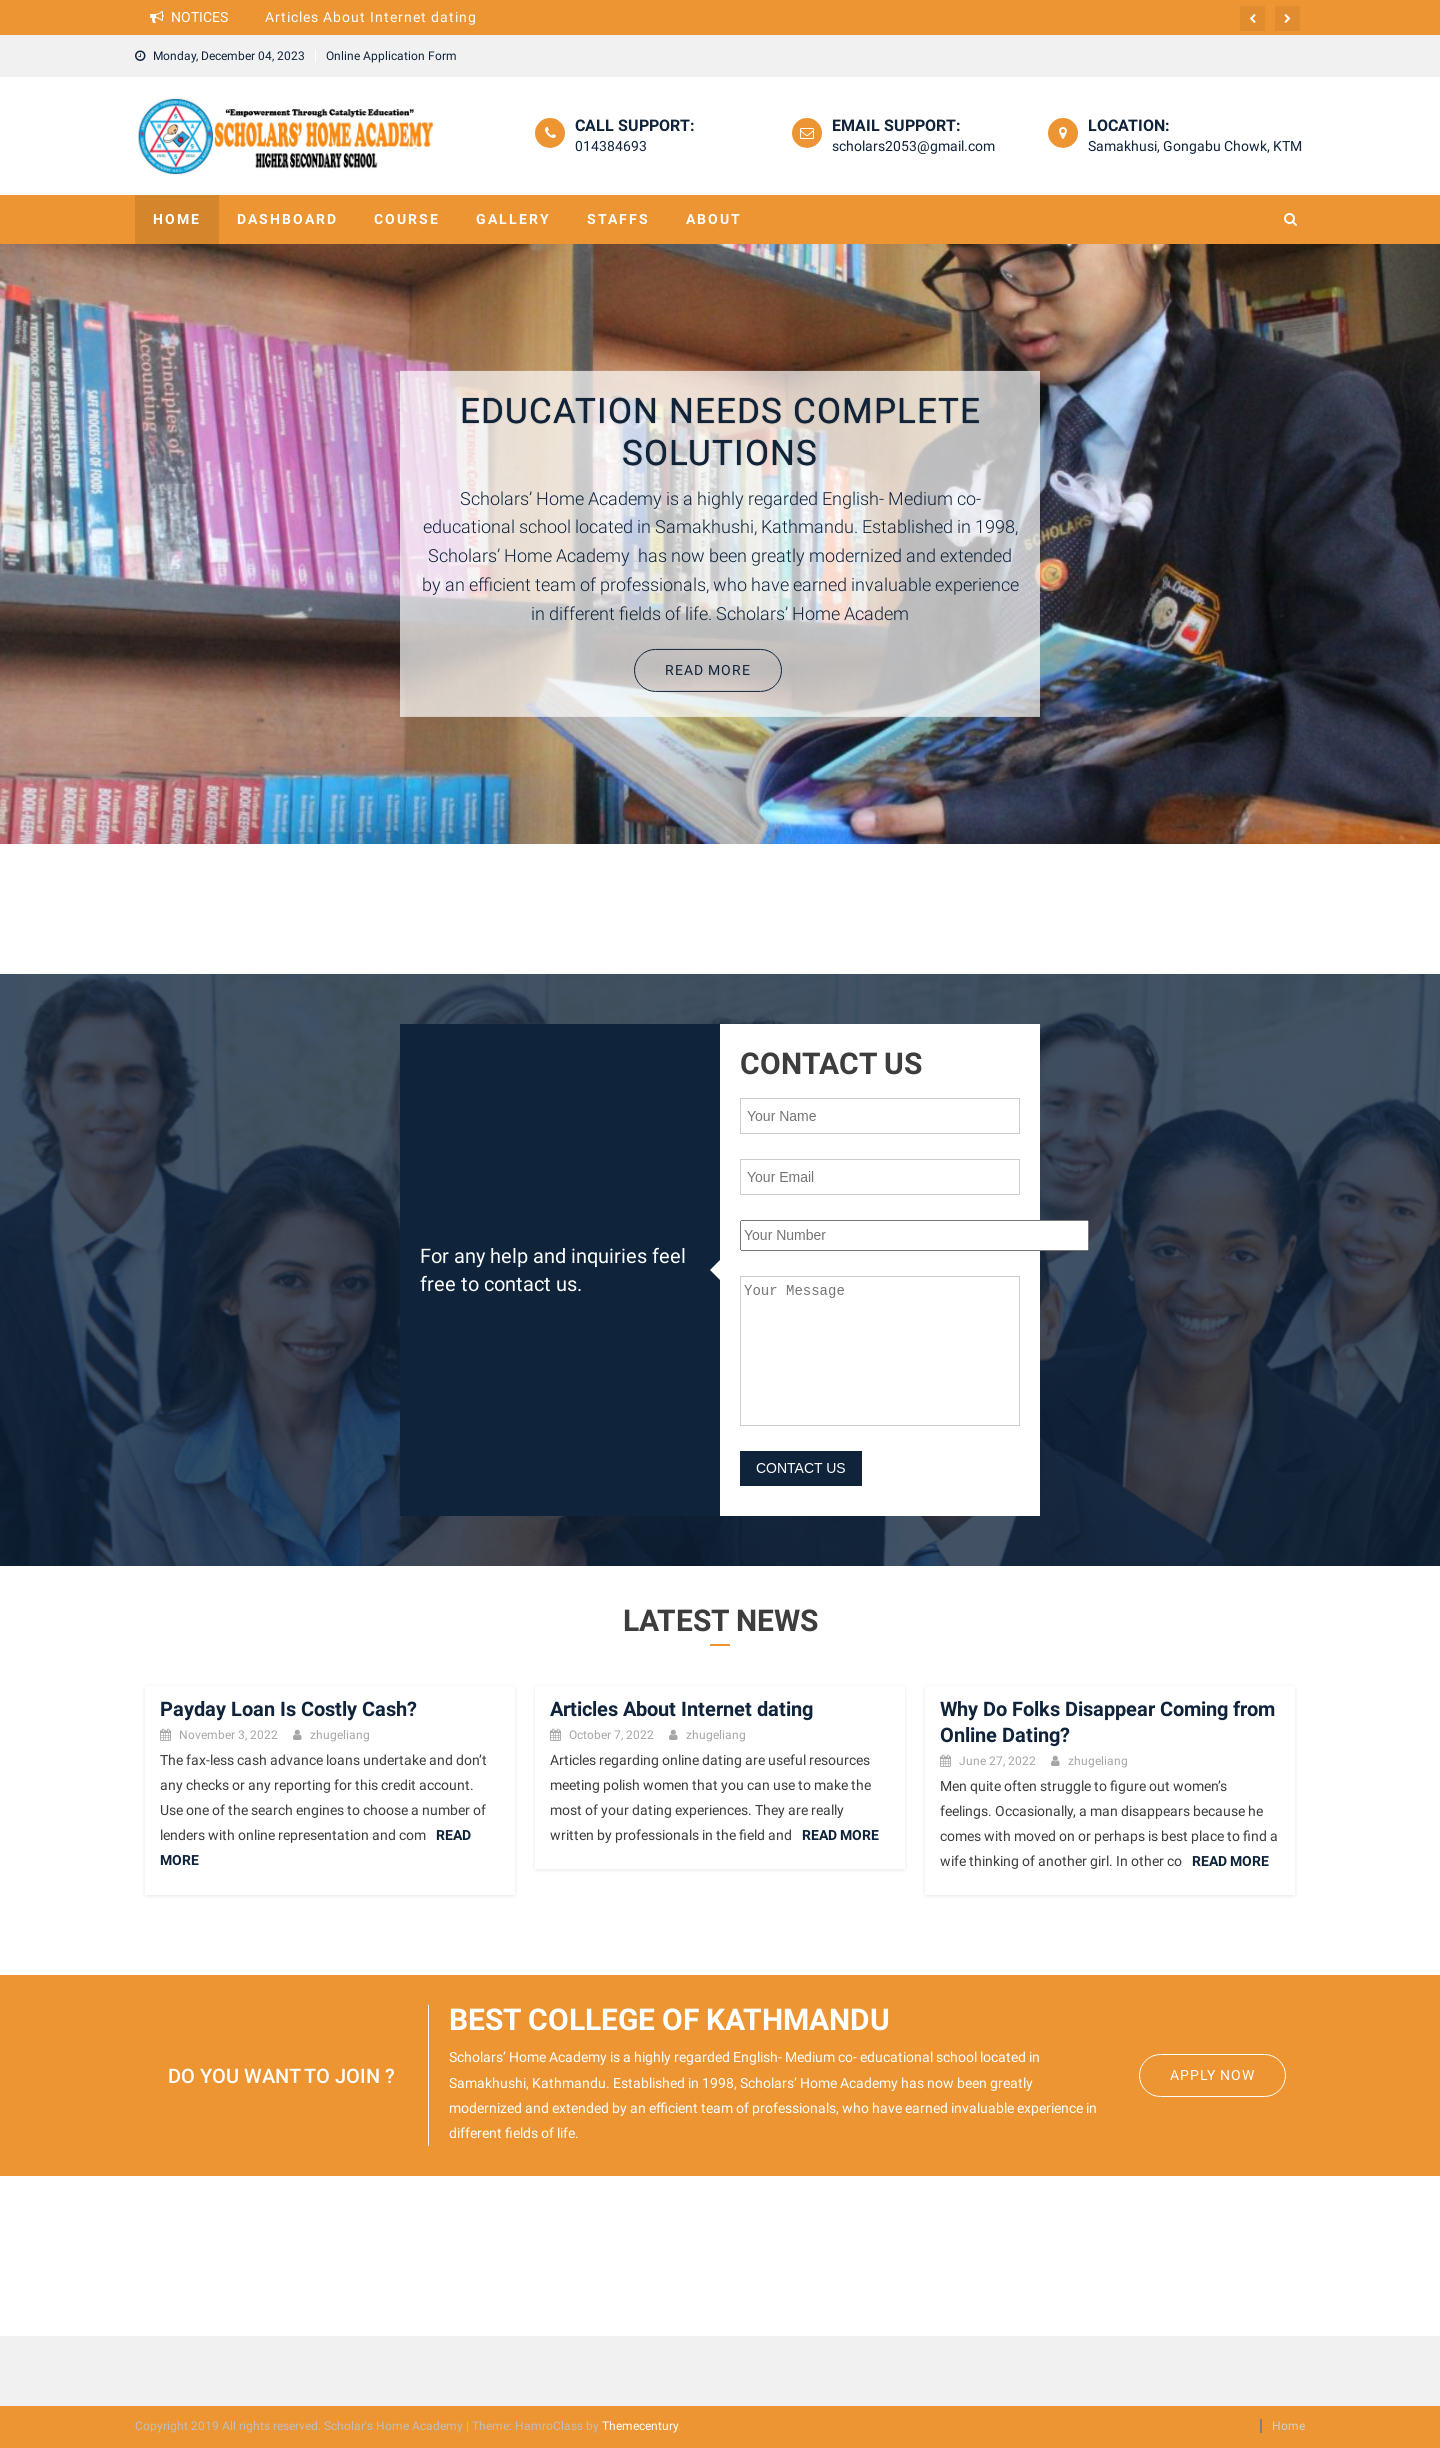 NOTICES
Articles About Internet dating
Monday, December 04, 2023
Online Application Form
"Empowerment Through Catalytic Education"
SCHOLARS' HOME ACADEMY
HIGHER SECONDARY SCHOOL
CALL SUPPORT:
014384693
EMAIL SUPPORT:
scholars2053@gmail.com
LOCATION:
Samakhusi, Gongabu Chowk, KTM
HOME
DASHBOARD
COURSE
GALLERY
STAFFS
ABOUT
Principles of Accounting
SCHOLARS
EDUCATION NEEDS COMPLETE
SOLUTIONS
Scholars’ Home Academy is a highly regarded English- Medium co-
educational school located in Samakhushi, Kathmandu. Established in 1998,
Scholars’ Home Academy  has now been greatly modernized and extended
by an efficient team of professionals, who have earned invaluable experience
in different fields of life. Scholars’ Home Academ
READ MORE
For any help and inquiries feel
free to contact us.
CONTACT US
Your Name
Your Email
Your Number
Your Message
CONTACT US
LATEST NEWS
Payday Loan Is Costly Cash?
November 3, 2022
zhugeliang
The fax-less cash advance loans undertake and don’t
any checks or any reporting for this credit account.
Use one of the search engines to choose a number of
lenders with online representation and com READ
MORE
Articles About Internet dating
October 7, 2022
zhugeliang
Articles regarding online dating are useful resources
meeting polish women that you can use to make the
most of your dating experiences. They are really
written by professionals in the field and READ MORE
Why Do Folks Disappear Coming from
Online Dating?
June 27, 2022
zhugeliang
Men quite often struggle to figure out women’s
feelings. Occasionally, a man disappears because he
comes with moved on or perhaps is best place to find a
wife thinking of another girl. In other co READ MORE
DO YOU WANT TO JOIN ?
BEST COLLEGE OF KATHMANDU
Scholars’ Home Academy is a highly regarded English- Medium co- educational school located in
Samakhushi, Kathmandu. Established in 1998, Scholars’ Home Academy has now been greatly
modernized and extended by an efficient team of professionals, who have earned invaluable experience in
different fields of life.
APPLY NOW
Copyright 2019 All rights reserved. Scholar's Home Academy | Theme: HamroClass by Themecentury.
Home